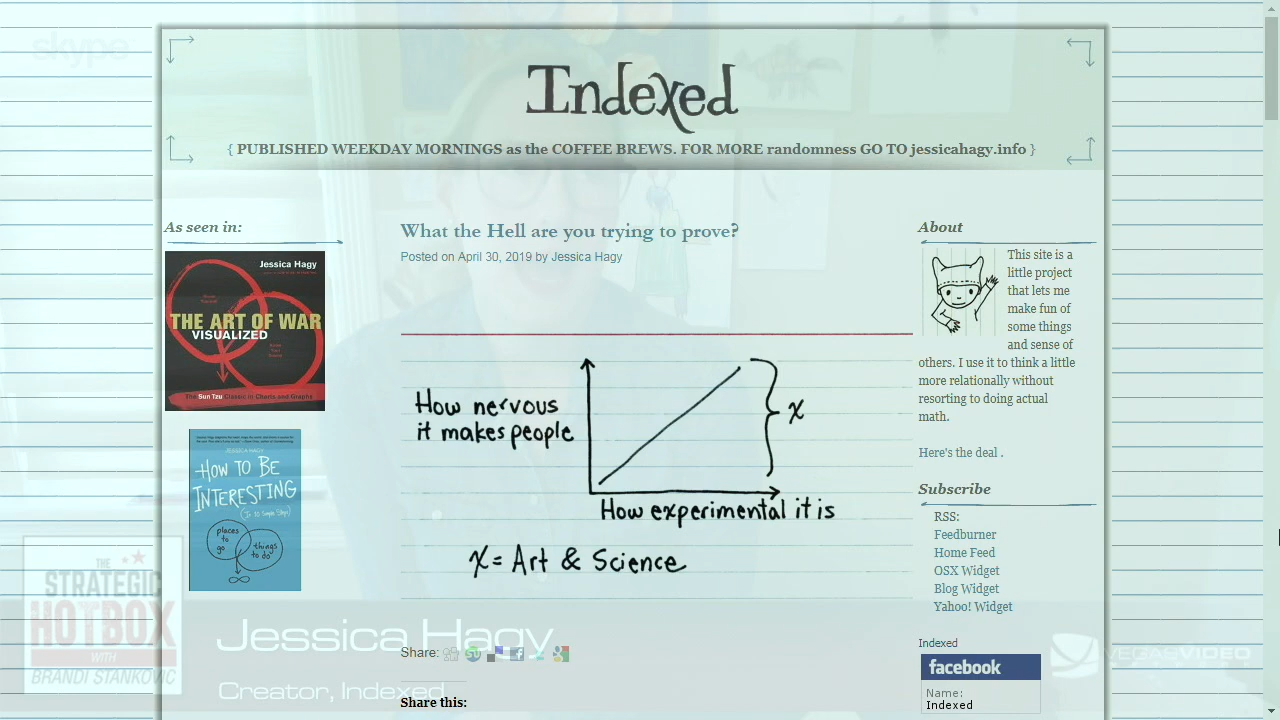 skype
Indexed
{ PUBLISHED WEEKDAY MORNINGS as the COFFEE BREWS. FOR MORE randomness GO TO jessicahagy.info }
As seen in:
Jessica Hagy
THE ART OF WAR
VISUALIZED
The Sun Tzu Classic in Charts and Graphs
JESSICA HAGY
HOW TO BE
INTERESTING
(In 10 Simple Steps)
places
to
go
things
to do
What the Hell are you trying to prove?
Posted on April 30, 2019 by Jessica Hagy
How nervous
it makes people
x
How experimental it is
x = Art & Science
Share:
Share this:
About
This site is a
little project
that lets me
make fun of
some things
and sense of
others. I use it to think a little
more relationally without
resorting to doing actual
math.
Here's the deal .
Subscribe
RSS:
Feedburner
Home Feed
OSX Widget
Blog Widget
Yahoo! Widget
Indexed
facebook
Name:
Indexed
THE
STRATEGIC
HOTBOX
WITH
BRANDI STANKOVIC
Jessica Hagy
Creator, Indexed
VEGASVIDEO